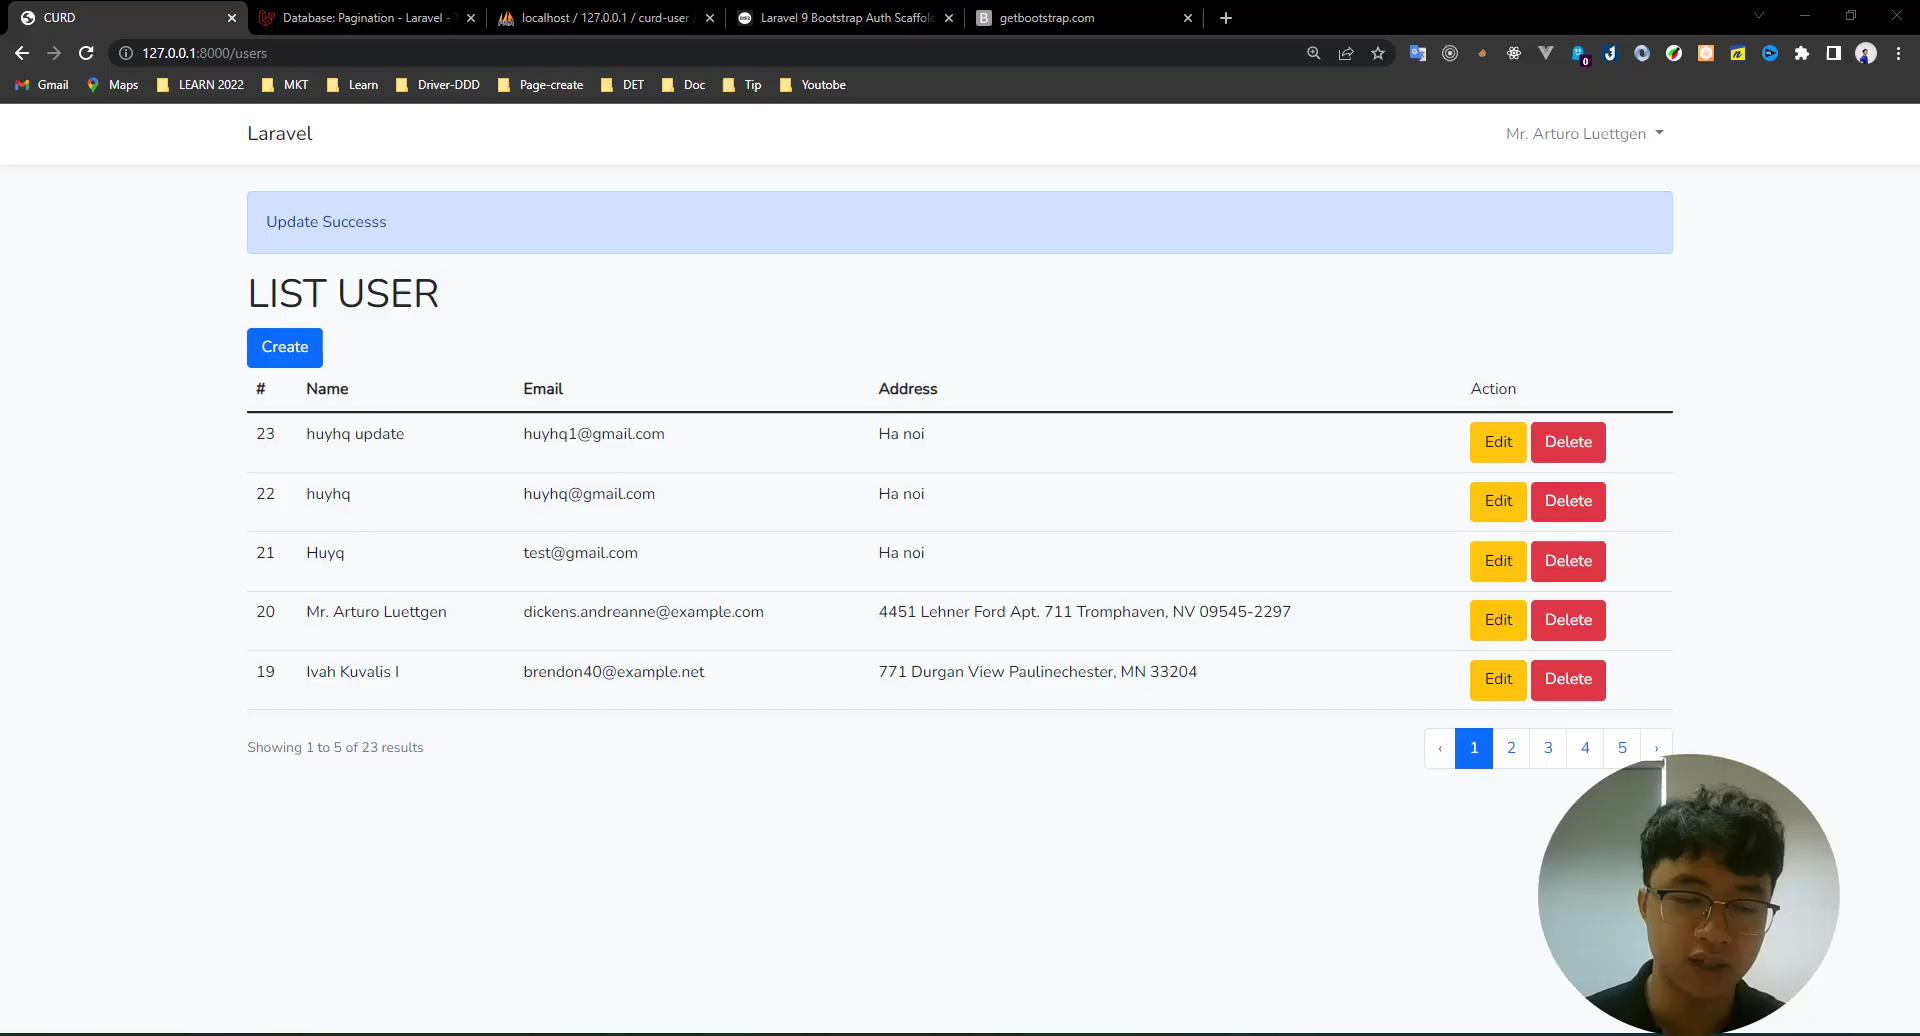 CURD
Database: Pagination - Laravel -
localhost / 127.0.0.1 / curd-user
Laravel 9 Bootstrap Auth Scaffold
getbootstrap.com
127.0.0.1:8000/users
0
Gmail
Maps
LEARN 2022
MKT
Learn
Driver-DDD
Page-create
DET
Doc
Tip
Youtobe
Laravel
Mr. Arturo Luettgen
Update Successs
LIST USER
Create
# Name Email Address Action
23 huyhq update huyhq1@gmail.com Ha noi Edit Delete
22 huyhq huyhq@gmail.com Ha noi Edit Delete
21 Huyq test@gmail.com Ha noi Edit Delete
20 Mr. Arturo Luettgen dickens.andreanne@example.com 4451 Lehner Ford Apt. 711 Tromphaven, NV 09545-2297 Edit Delete
19 Ivah Kuvalis I brendon40@example.net 771 Durgan View Paulinechester, MN 33204 Edit Delete
Showing 1 to 5 of 23 results
‹ 1 2 3 4 5 ›